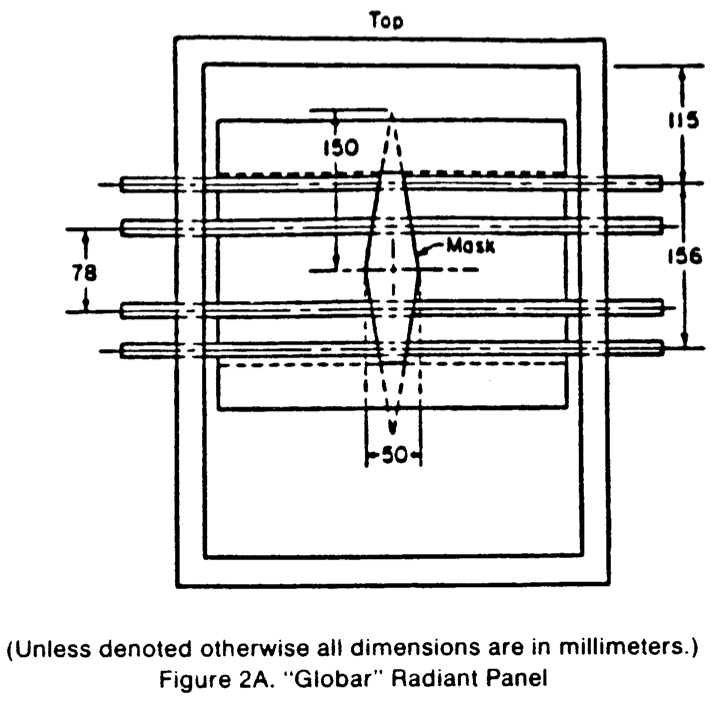 Top
115
150
Mask
156
78
50
(Unless denoted otherwise all dimensions are in millimeters.)
Figure 2A. "Globar" Radiant Panel